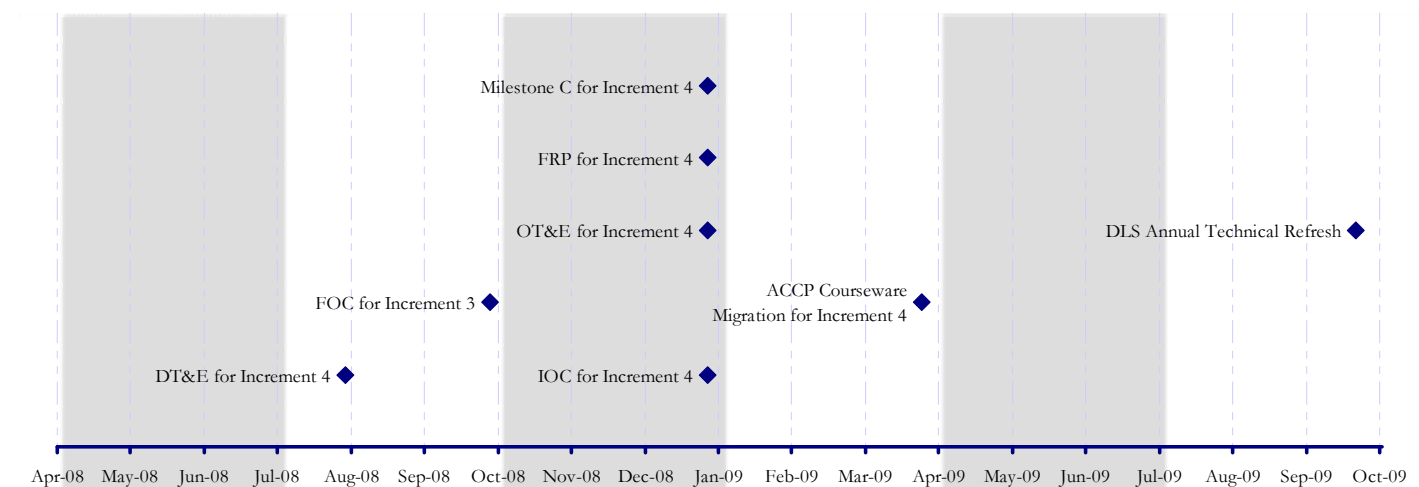 Milestone C for Increment 4
FRP for Increment 4
OT&E for Increment 4
DLS Annual Technical Refresh
FOC for Increment 3
ACCP Courseware
Migration for Increment 4
DT&E for Increment 4
IOC for Increment 4
Apr-08 May-08 Jun-08 Jul-08 Aug-08 Sep-08 Oct-08 Nov-08 Dec-08 Jan-09 Feb-09 Mar-09 Apr-09 May-09 Jun-09 Jul-09 Aug-09 Sep-09 Oct-09